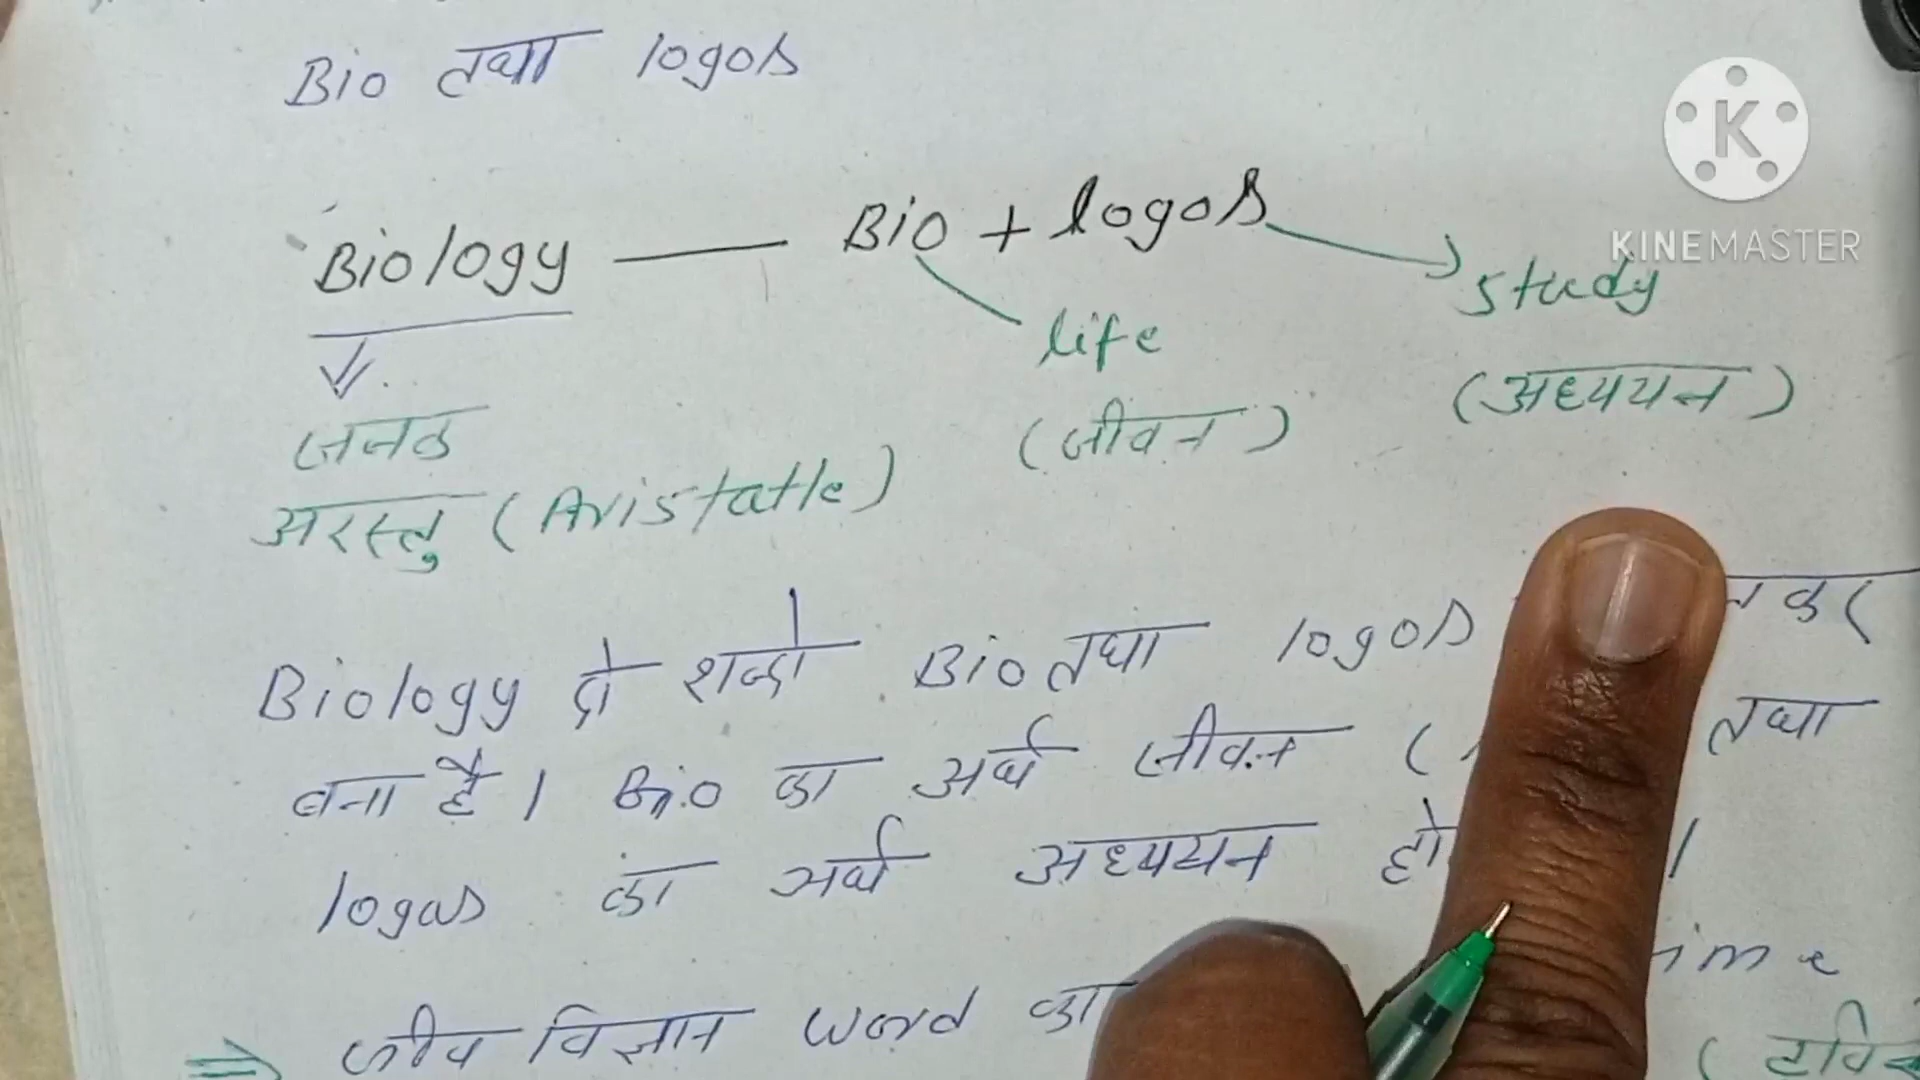 Bio तथा logos
Biology — Bio + logos
study
life
(अध्ययन)
(जीवन)
जनक
अरस्तु (Aristatle)
Biology दो शब्दो Bio तथा logos कर
बना है। Bio का अर्थ जीवन ( तथा
logos का अर्थ अध्ययन हो ।
जीव विज्ञान word का
K
KINEMASTER